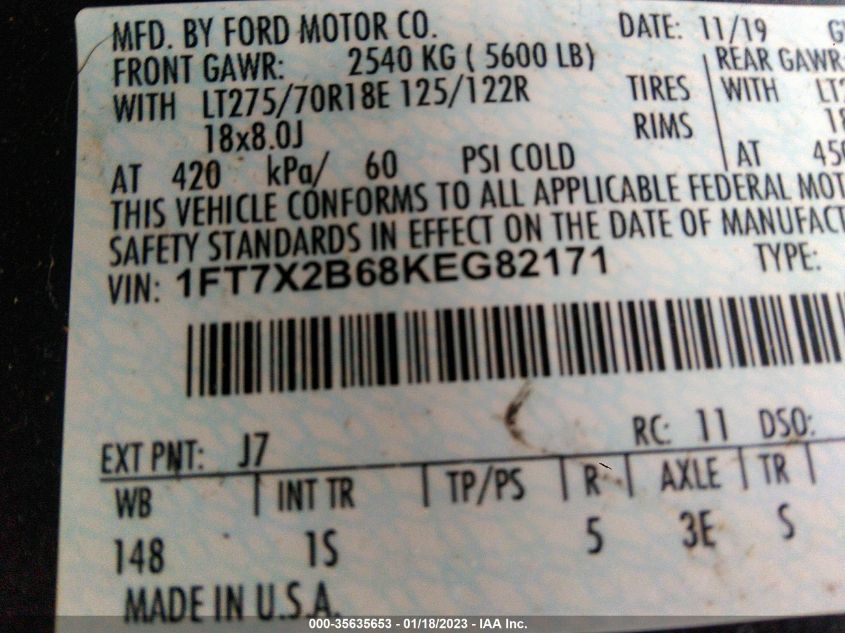 MFD. BY FORD MOTOR CO. DATE: 11/19
FRONT GAWR: 2540 KG ( 5600 LB) REAR GAWR:
WITH LT275/70R18E 125/122R TIRES WITH
18x8.0J RIMS 18
AT 420 kPa/ 60 PSI COLD AT 450
THIS VEHICLE CONFORMS TO ALL APPLICABLE FEDERAL MOT
SAFETY STANDARDS IN EFFECT ON THE DATE OF MANUFACT
VIN: 1FT7X2B68KEG82171 TYPE:
EXT PNT: J7 RC: 11 DSO:
WB INT TR TP/PS R AXLE TR
148 1S 5 3E S
MADE IN U.S.A.
000-35635653 - 01/18/2023 - IAA Inc.